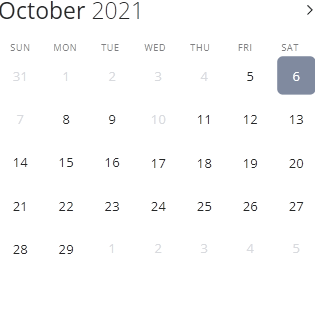 October 2021
SUN MON TUE WED THU FRI SAT
31 1 2 3 4 5 6
7 8 9 10 11 12 13
14 15 16 17 18 19 20
21 22 23 24 25 26 27
28 29 1 2 3 4 5